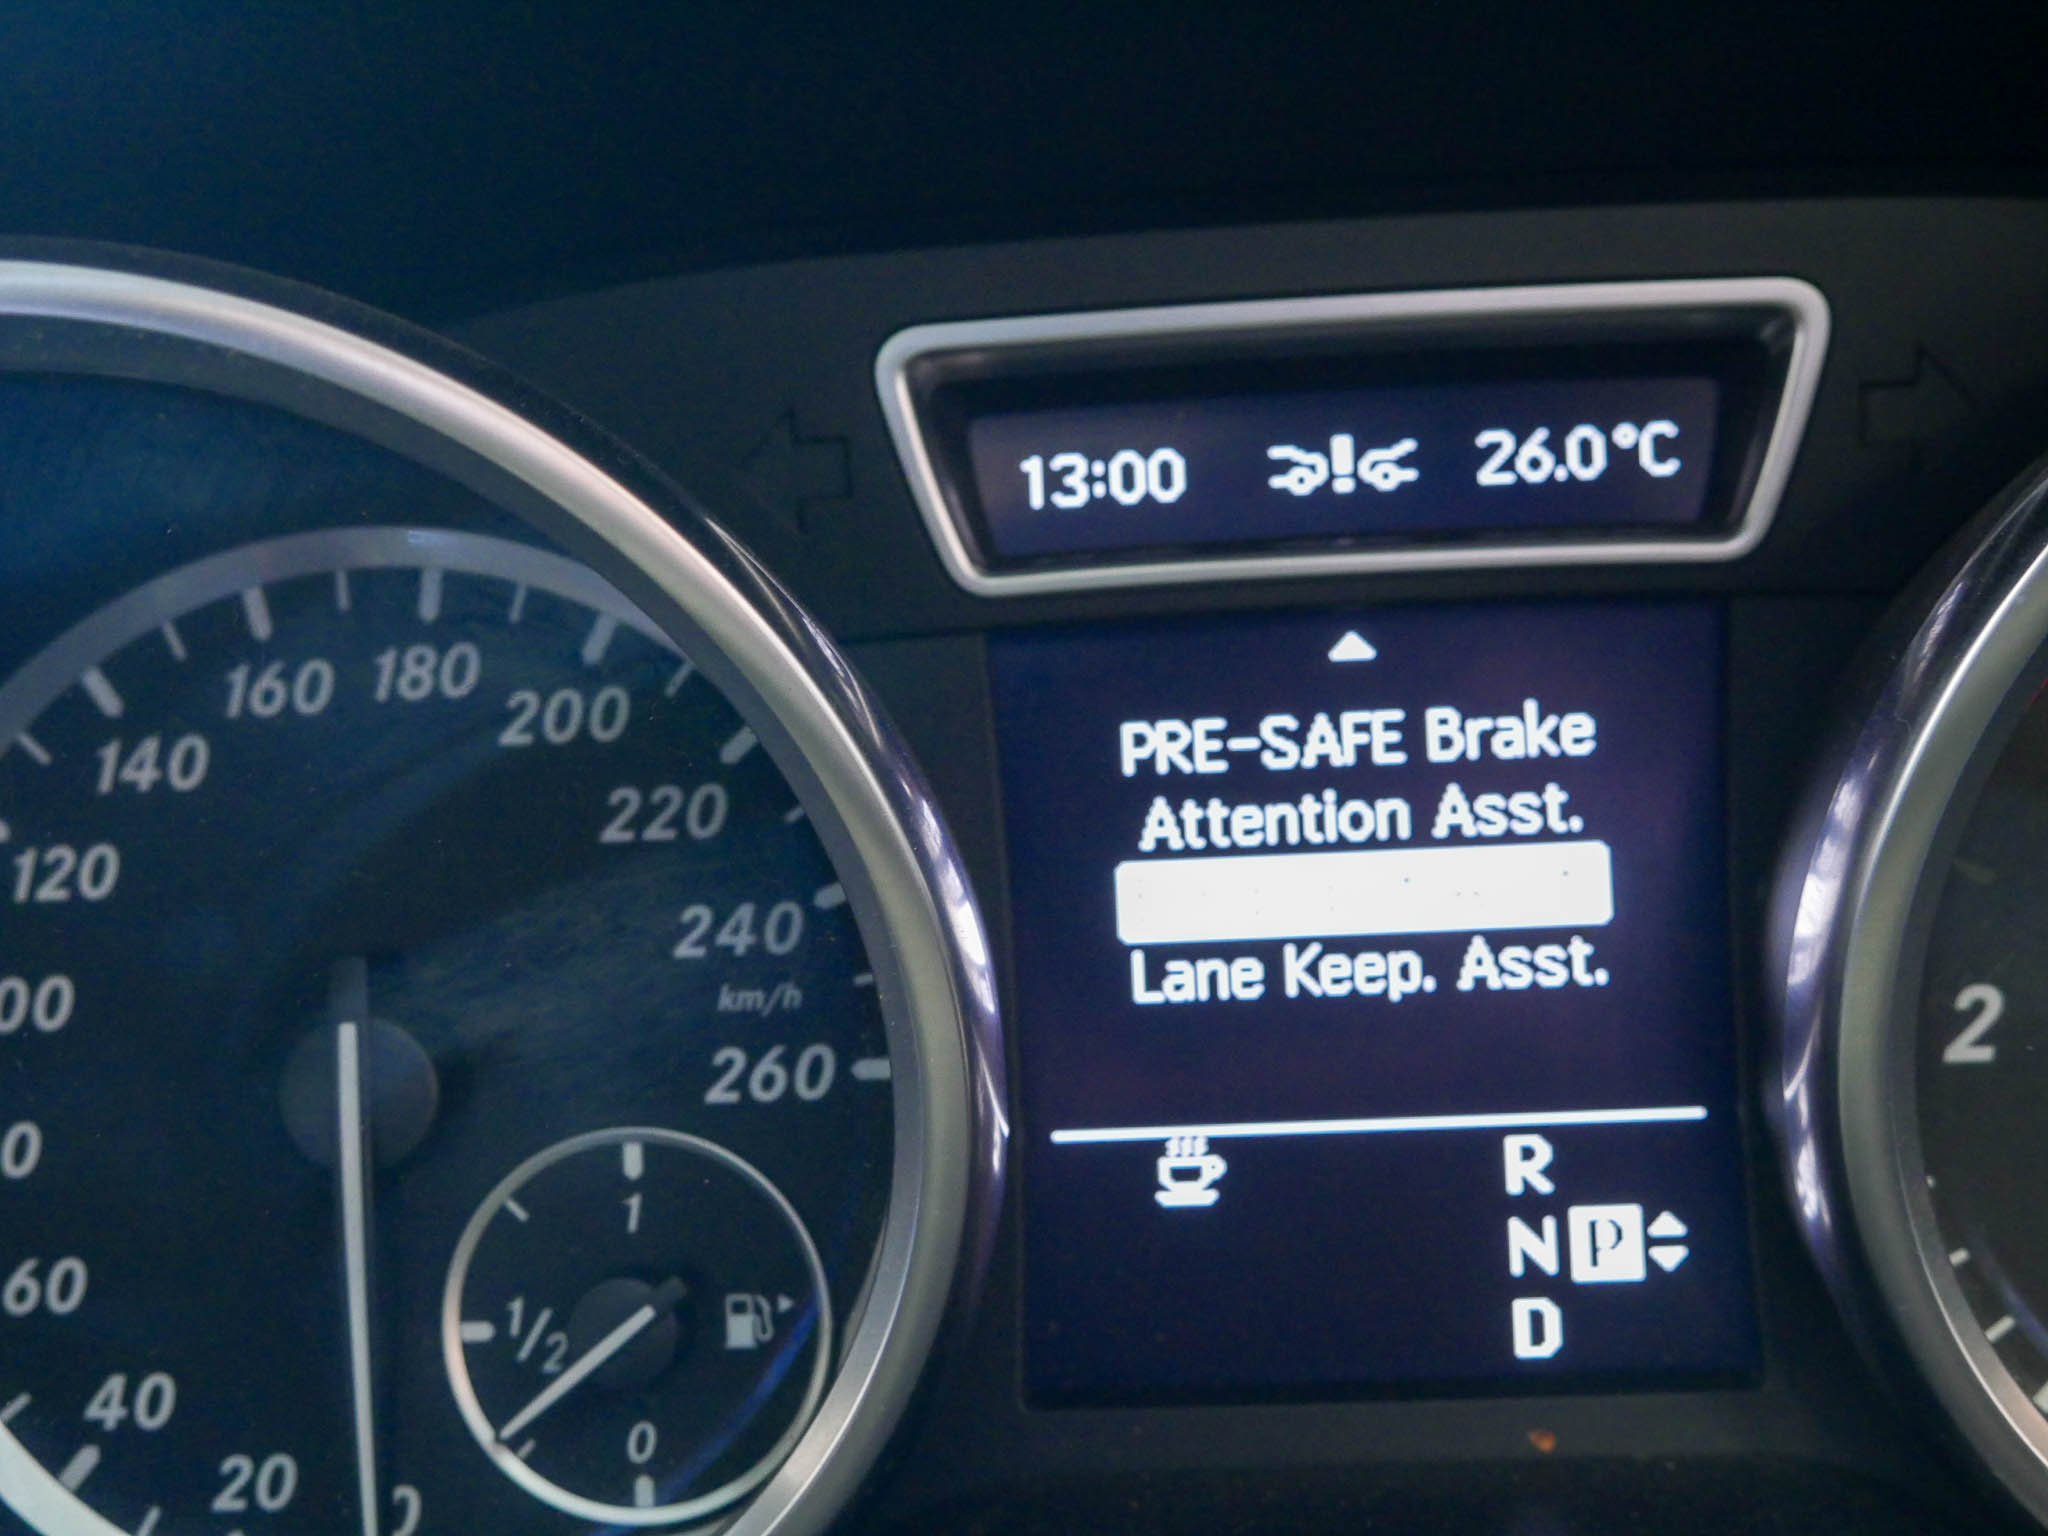 13:00 26.0°C
PRE-SAFE Brake
Attention Asst.
Lane Keep. Asst.
R
N P
D
20
40
60
120
140
160
180
200
220
240
km/h
260
1
1/2
0
2